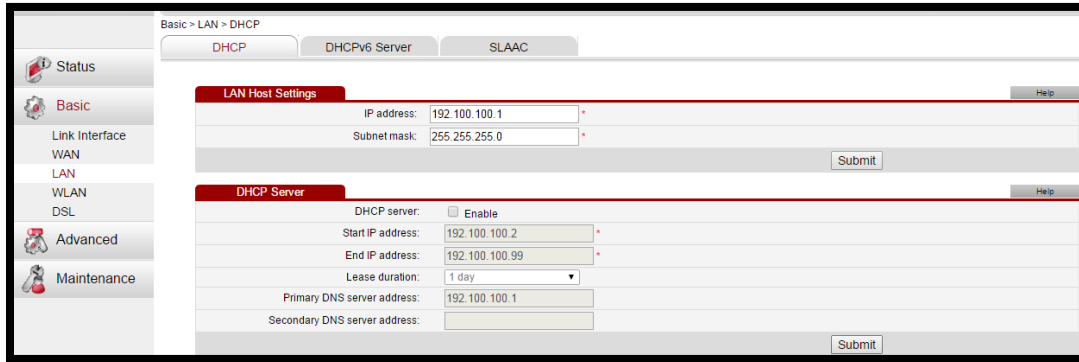 Basic > LAN > DHCP
DHCP DHCPv6 Server SLAAC
Status
Basic
Link Interface
WAN
LAN
WLAN
DSL
Advanced
Maintenance
LAN Host Settings Help
IP address: 192.100.100.1 *
Subnet mask: 255.255.255.0 *
Submit
DHCP Server Help
DHCP server: Enable
Start IP address: 192.100.100.2 *
End IP address: 192.100.100.99 *
Lease duration: 1 day
Primary DNS server address: 192.100.100.1
Secondary DNS server address:
Submit